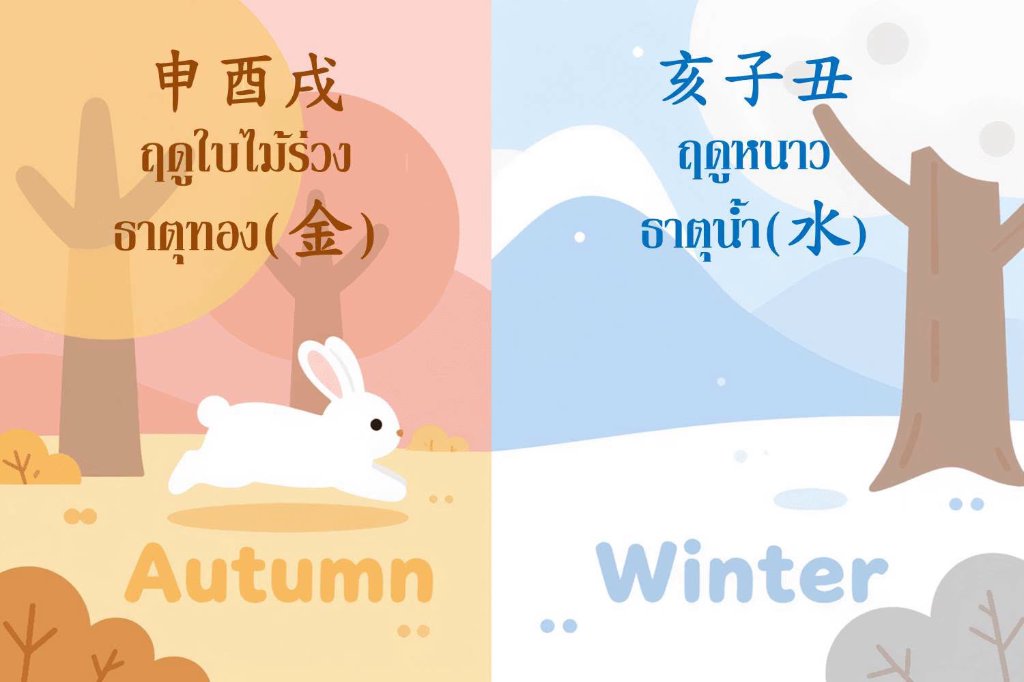 申酉戌
ฤดูใบไม้ร่วง
ธาตุทอง(金)
Autumn
亥子丑
ฤดูหนาว
ธาตุน้ำ(水)
Winter